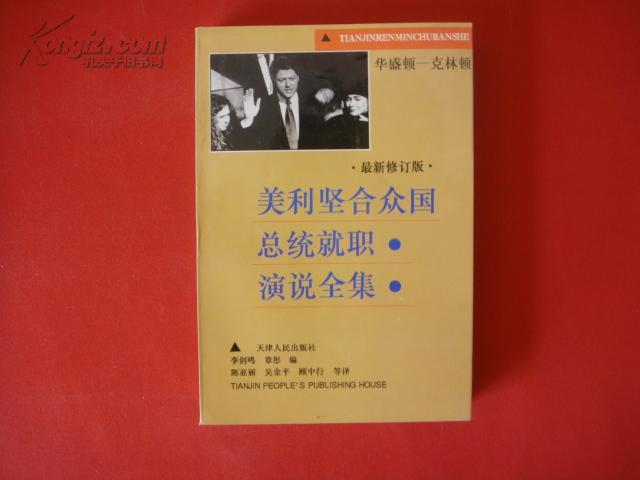 Kongfz.com
孔夫子旧书网
▲ TIANJINRENMINCHUBANSHE
华盛顿—克林顿
·最新修订版·
美利坚合众国
总统就职·
演说全集·
▲ 天津人民出版社
李剑鸣 章彤 编
陈亚丽 吴金平 顾中行 等译
TIANJIN PEOPLE'S PUBLISHING HOUSE